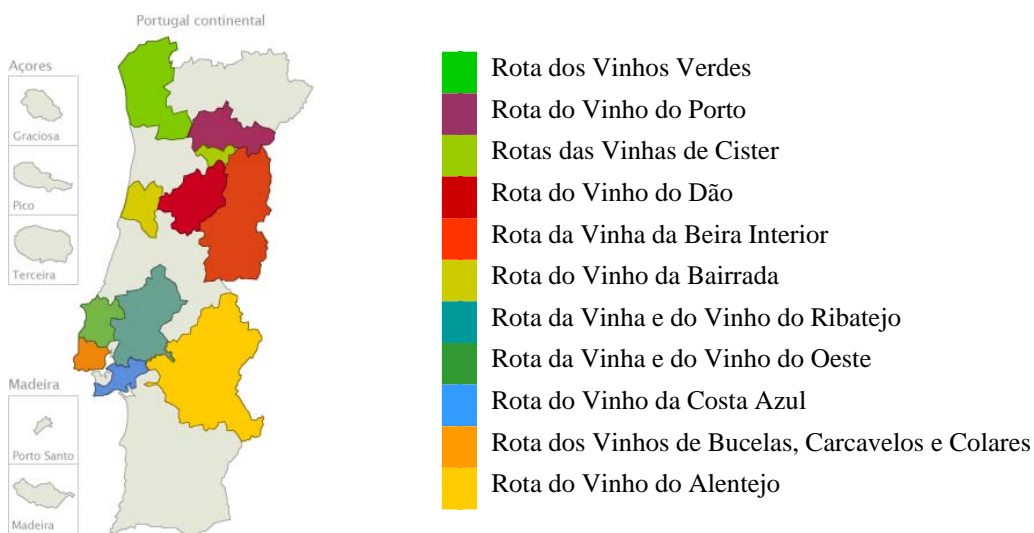 Portugal continental
Açores
Graciosa
Pico
Terceira
Madeira
Porto Santo
Madeira
Rota dos Vinhos Verdes
Rota do Vinho do Porto
Rotas das Vinhas de Cister
Rota do Vinho do Dão
Rota da Vinha da Beira Interior
Rota do Vinho da Bairrada
Rota da Vinha e do Vinho do Ribatejo
Rota da Vinha e do Vinho do Oeste
Rota do Vinho da Costa Azul
Rota dos Vinhos de Bucelas, Carcavelos e Colares
Rota do Vinho do Alentejo